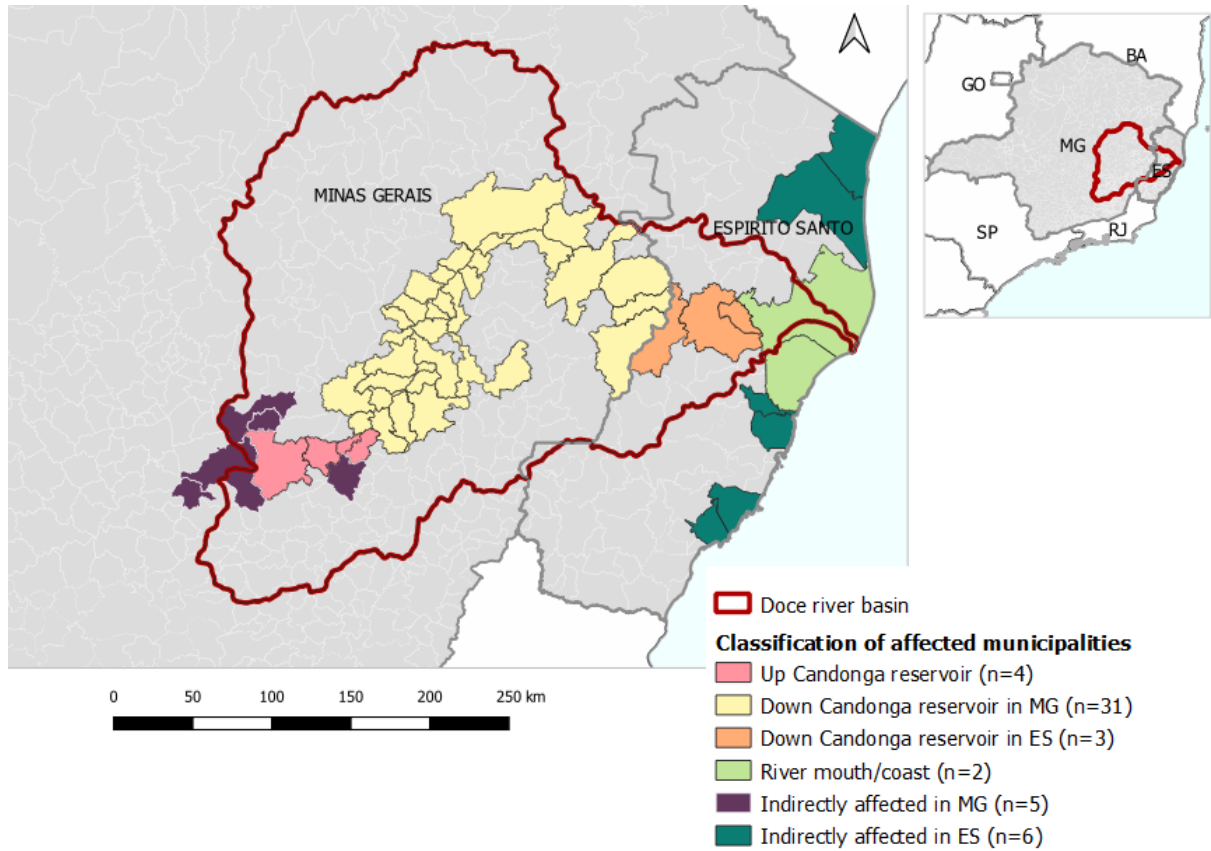 MINAS GERAIS
ESPIRITO SANTO
BA
GO
MG
ES
SP
RJ
0 50 100 150 200 250 km
Doce river basin
Classification of affected municipalities
Up Candonga reservoir (n=4)
Down Candonga reservoir in MG (n=31)
Down Candonga reservoir in ES (n=3)
River mouth/coast (n=2)
Indirectly affected in MG (n=5)
Indirectly affected in ES (n=6)